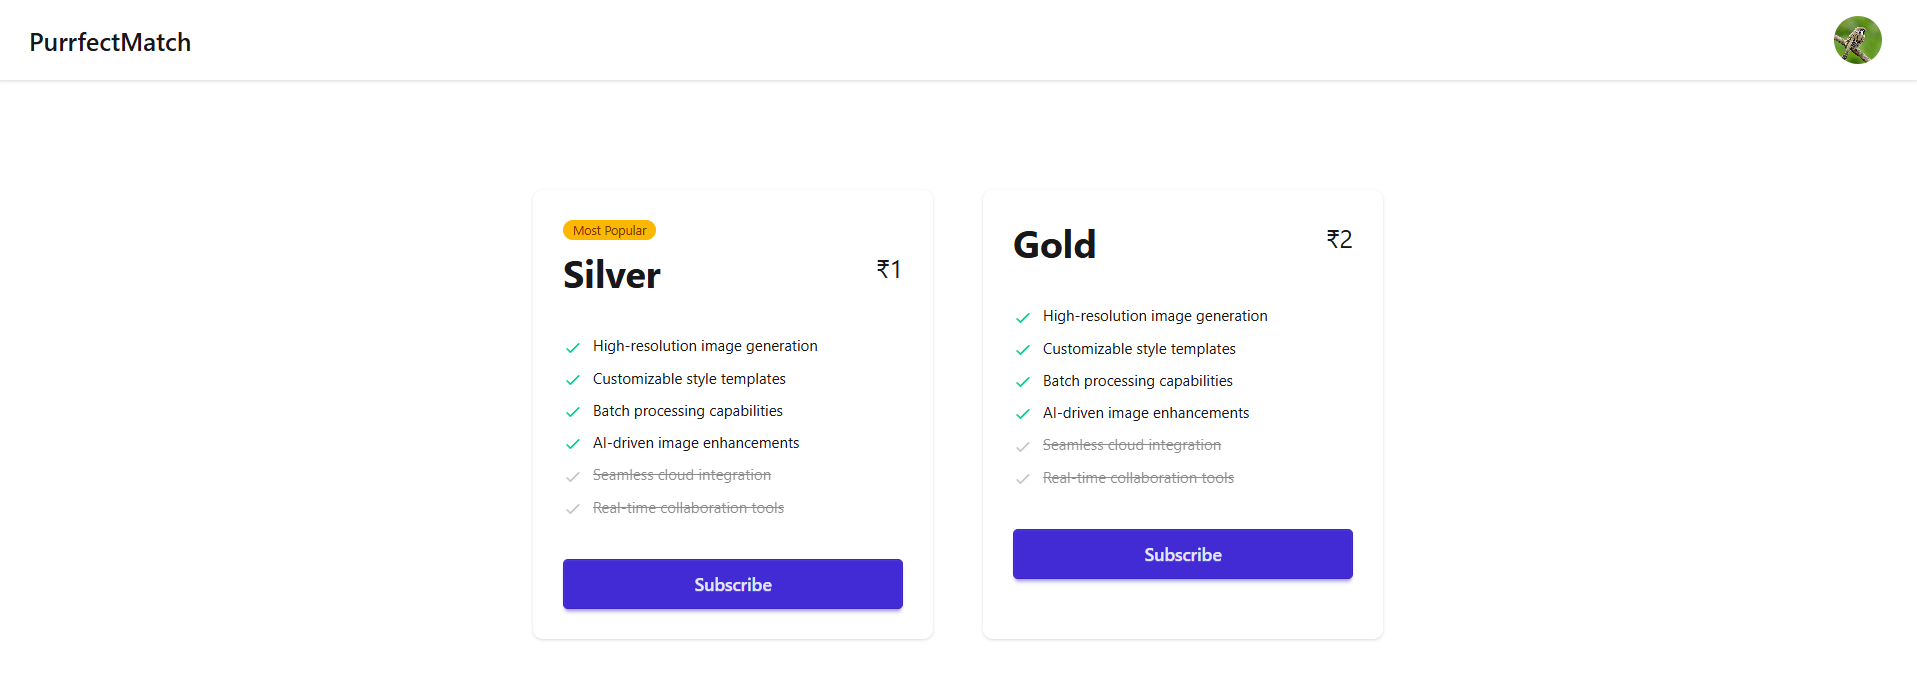 PurrfectMatch
Most Popular
Silver
₹1
High-resolution image generation
Customizable style templates
Batch processing capabilities
AI-driven image enhancements
Seamless cloud integration
Real-time collaboration tools
Subscribe
Gold
₹2
High-resolution image generation
Customizable style templates
Batch processing capabilities
AI-driven image enhancements
Seamless cloud integration
Real-time collaboration tools
Subscribe